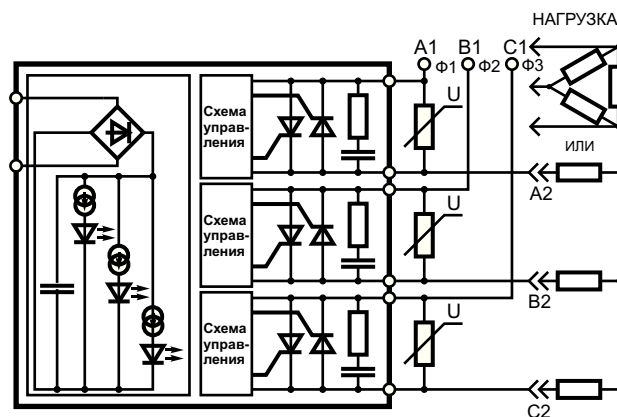 НАГРУЗКА
A1 B1 C1
Ф1 Ф2 Ф3
U
Схема
управ-
ления
ИЛИ
A2
U
Схема
управ-
ления
B2
U
Схема
управ-
ления
C2